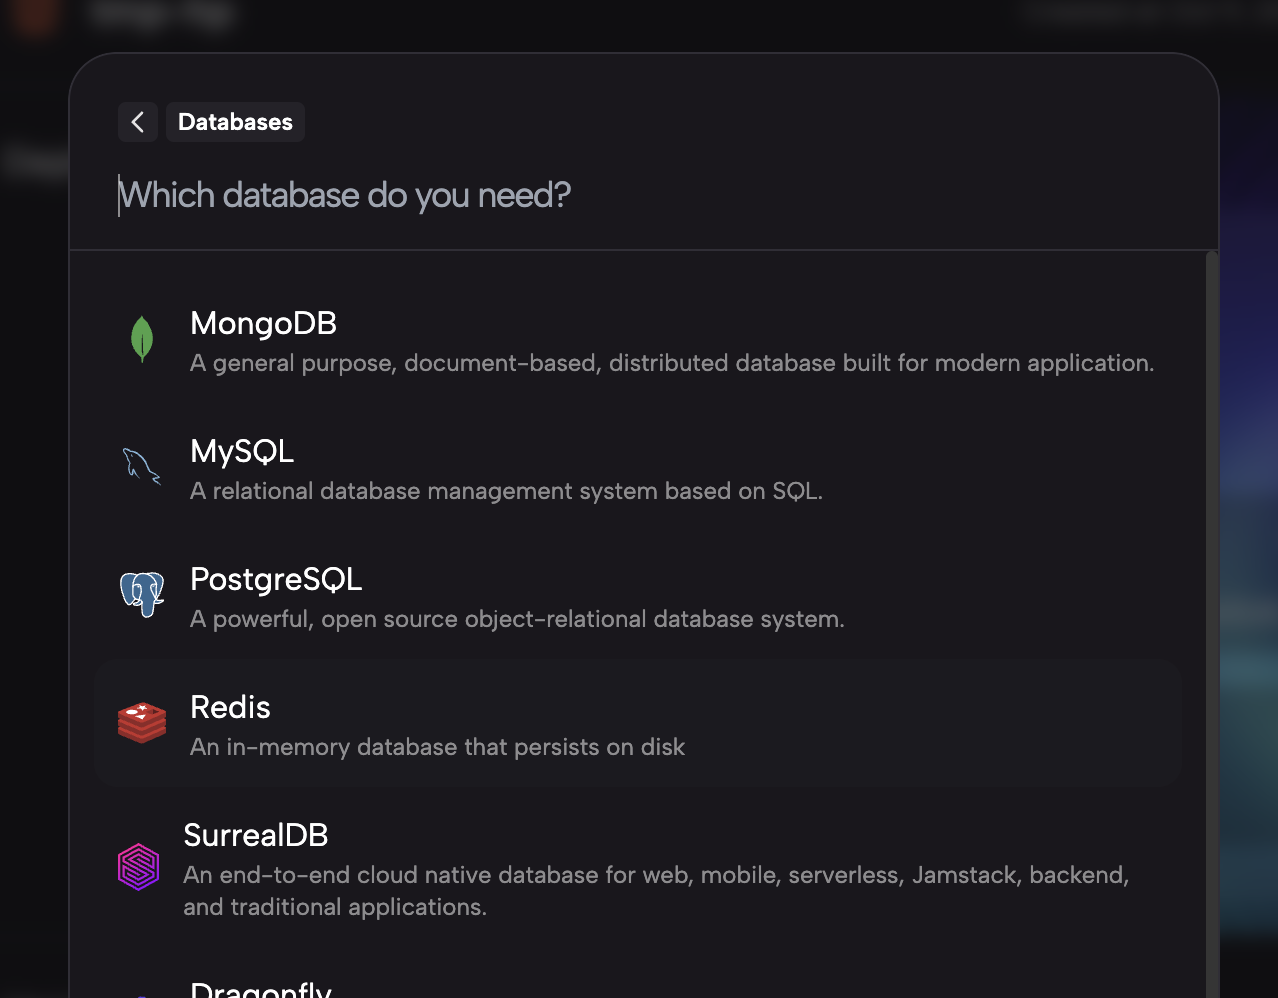 Databases
Which database do you need?
MongoDB
A general purpose, document-based, distributed database built for modern application.
MySQL
A relational database management system based on SQL.
PostgreSQL
A powerful, open source object-relational database system.
Redis
An in-memory database that persists on disk
SurrealDB
An end-to-end cloud native database for web, mobile, serverless, Jamstack, backend,
and traditional applications.
Dragonfly